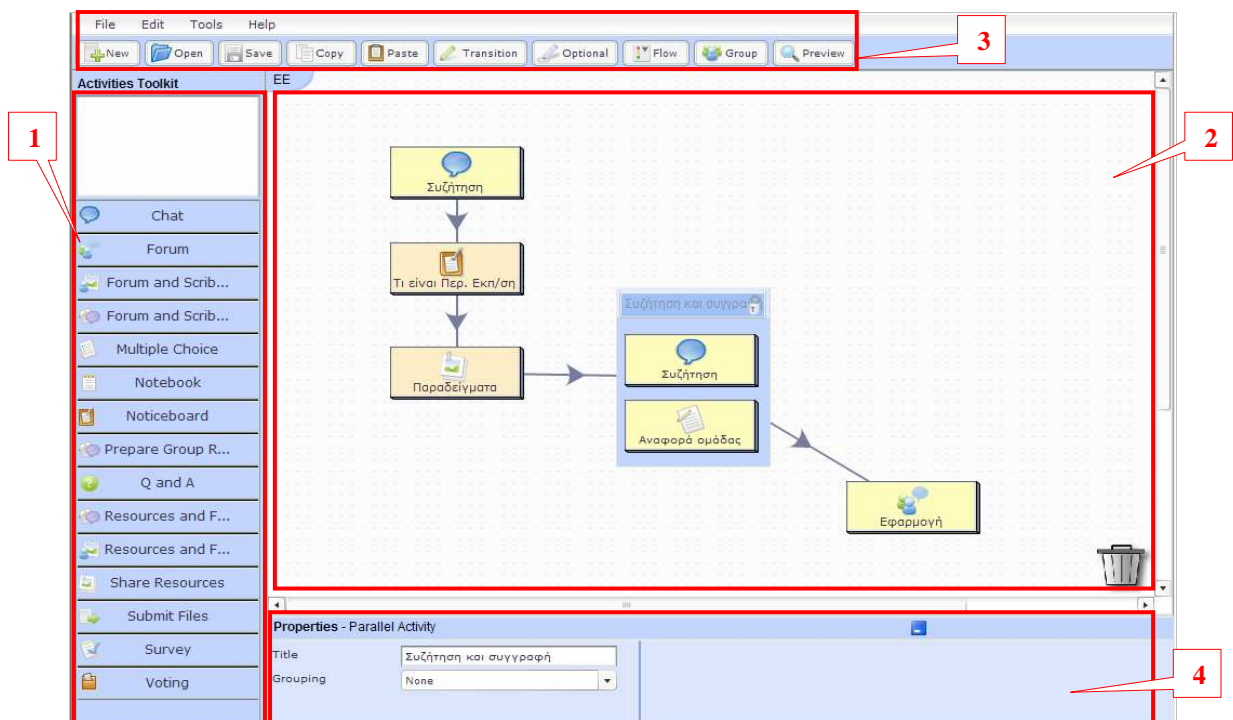 File Edit Tools Help
New Open Save Copy Paste Transition Optional Flow Group Preview
3
Activities Toolkit
EE
1
2
Chat
Forum
Forum and Scrib...
Forum and Scrib...
Multiple Choice
Notebook
Noticeboard
Prepare Group R...
Q and A
Resources and F...
Resources and F...
Share Resources
Submit Files
Survey
Voting
Συζήτηση
Τι είναι Περ. Εκπ/ση
Παραδείγματα
Συζήτηση και συγγρα
Συζήτηση
Αναφορά ομάδας
Εφαρμογή
Properties - Parallel Activity
Title Συζήτηση και συγγραφή
Grouping None
4